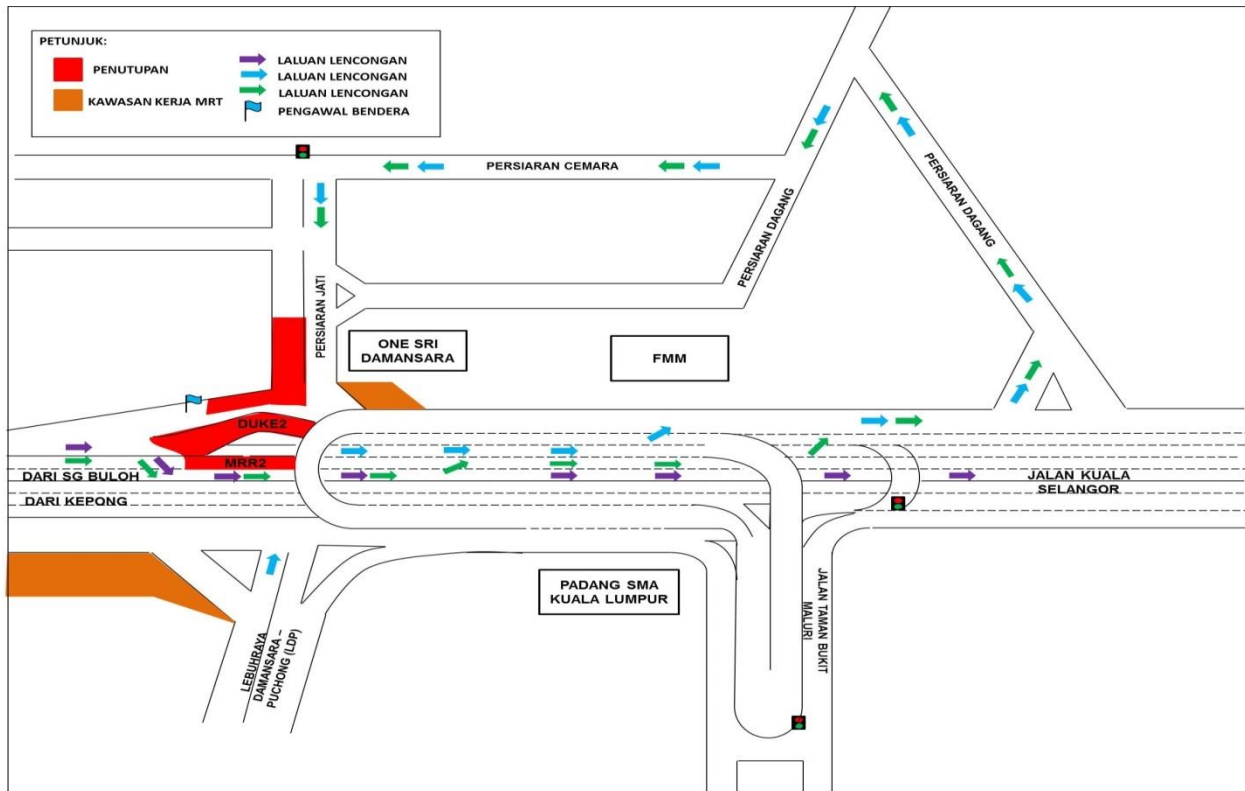 PETUNJUK:
PENUTUPAN
KAWASAN KERJA MRT
LALUAN LENCONGAN
LALUAN LENCONGAN
LALUAN LENCONGAN
PENGAWAL BENDERA
PERSIARAN CEMARA
PERSIARAN DAGANG
PERSIARAN DAGANG
PERSIARAN JATI
ONE SRI
DAMANSARA
FMM
DUKE2
MRR2
DARI SG BULOH
DARI KEPONG
JALAN KUALA
SELANGOR
PADANG SMA
KUALA LUMPUR
JALAN TAMAN BUKIT
MALURI
LEBUHRAYA
DAMANSARA –
PUCHONG (LDP)